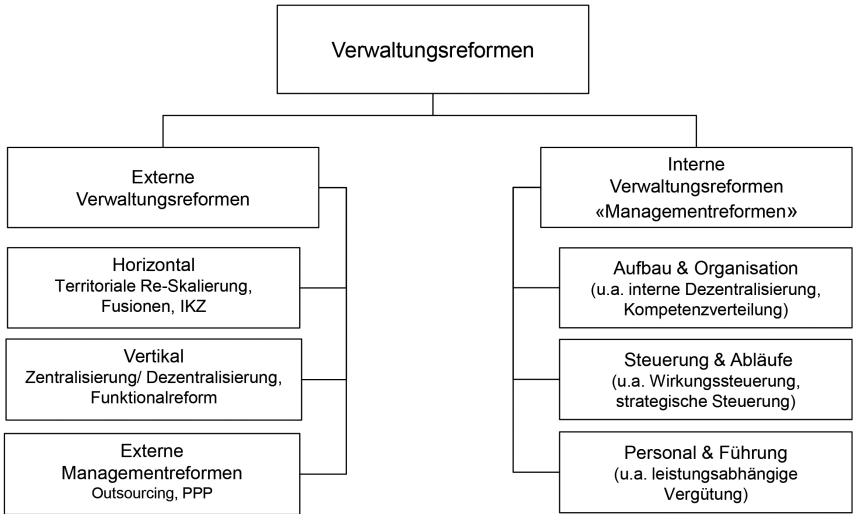 Verwaltungsreformen
Externe
Verwaltungsreformen
Horizontal
Territoriale Re-Skalierung,
Fusionen, IKZ
Vertikal
Zentralisierung/ Dezentralisierung,
Funktionalreform
Externe
Managementreformen
Outsourcing, PPP
Interne
Verwaltungsreformen
«Managementreformen»
Aufbau & Organisation
(u.a. interne Dezentralisierung,
Kompetenzverteilung)
Steuerung & Abläufe
(u.a. Wirkungssteuerung,
strategische Steuerung)
Personal & Führung
(u.a. leistungsabhängige
Vergütung)